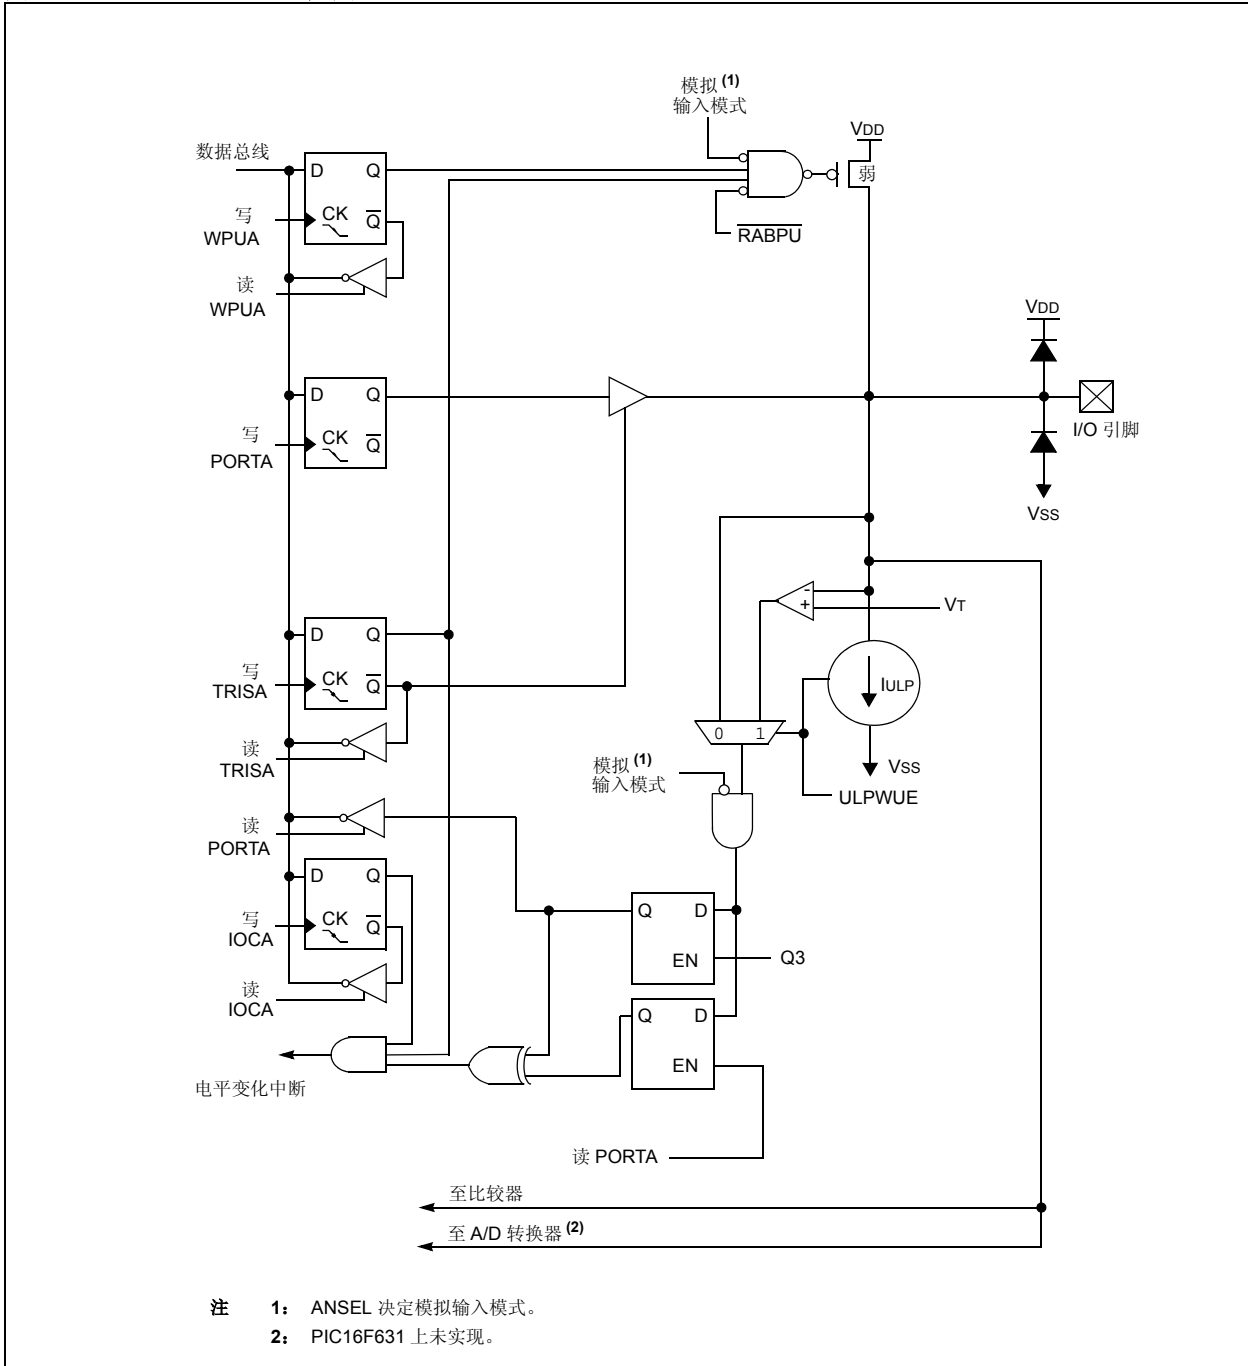 模拟 (1)
输入模式
VDD
数据总线
D Q
弱
写
WPUA
CK Q
RABPU
读
WPUA
VDD
D Q
I/O 引脚
写
PORTA
CK Q
VSS
-
+
VT
D Q
写
TRISA
CK Q
IULP
0 1
读
TRISA
模拟 (1)
输入模式
VSS
ULPWUE
读
PORTA
D Q
Q D
写
IOCA
CK Q
EN
Q3
读
IOCA
Q D
EN
电平变化中断
读 PORTA
至比较器
至 A/D 转换器 (2)
注 1： ANSEL 决定模拟输入模式。
2： PIC16F631 上未实现。